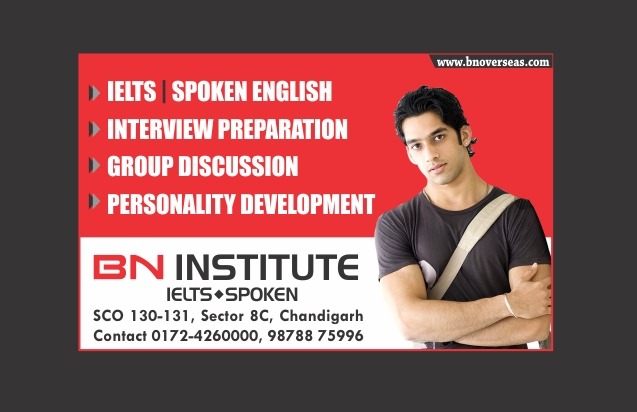 www.bnoverseas.com
IELTS | SPOKEN ENGLISH
INTERVIEW PREPARATION
GROUP DISCUSSION
PERSONALITY DEVELOPMENT
BN INSTITUTE
IELTS◆SPOKEN
SCO 130-131, Sector 8C, Chandigarh
Contact 0172-4260000, 98788 75996